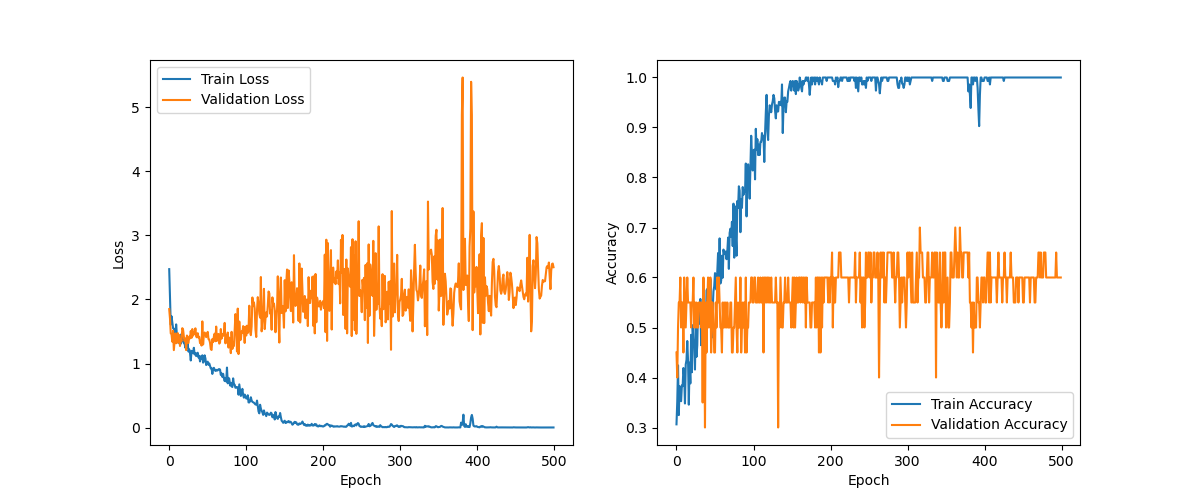 Train Loss
Validation Loss
5
4
3
2
1
0
Loss
0 100 200 300 400 500
Epoch
1.0
0.9
0.8
0.7
0.6
0.5
0.4
0.3
Accuracy
Train Accuracy
Validation Accuracy
0 100 200 300 400 500
Epoch